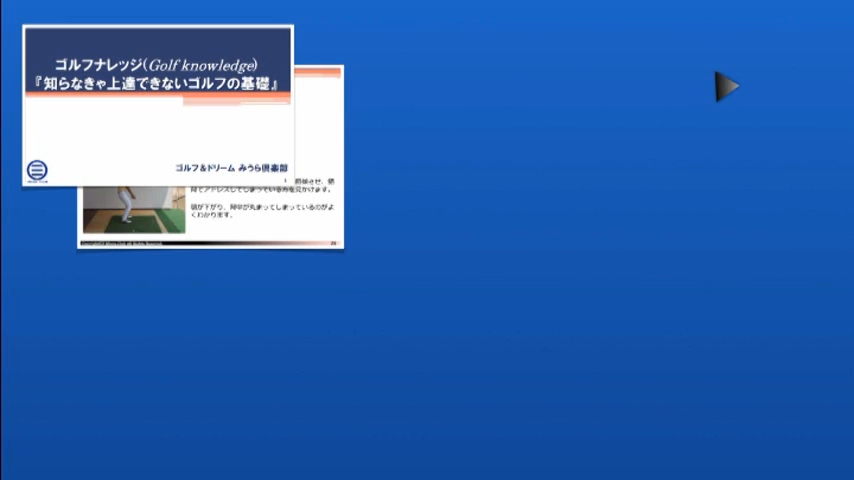 ゴルフナレッジ(Golf knowledge)
『知らなきゃ上達できないゴルフの基礎』
ゴルフ＆ドリーム みうら倶楽部
頭が下がり、背中が丸まってしまっているのがよ
くわかります。